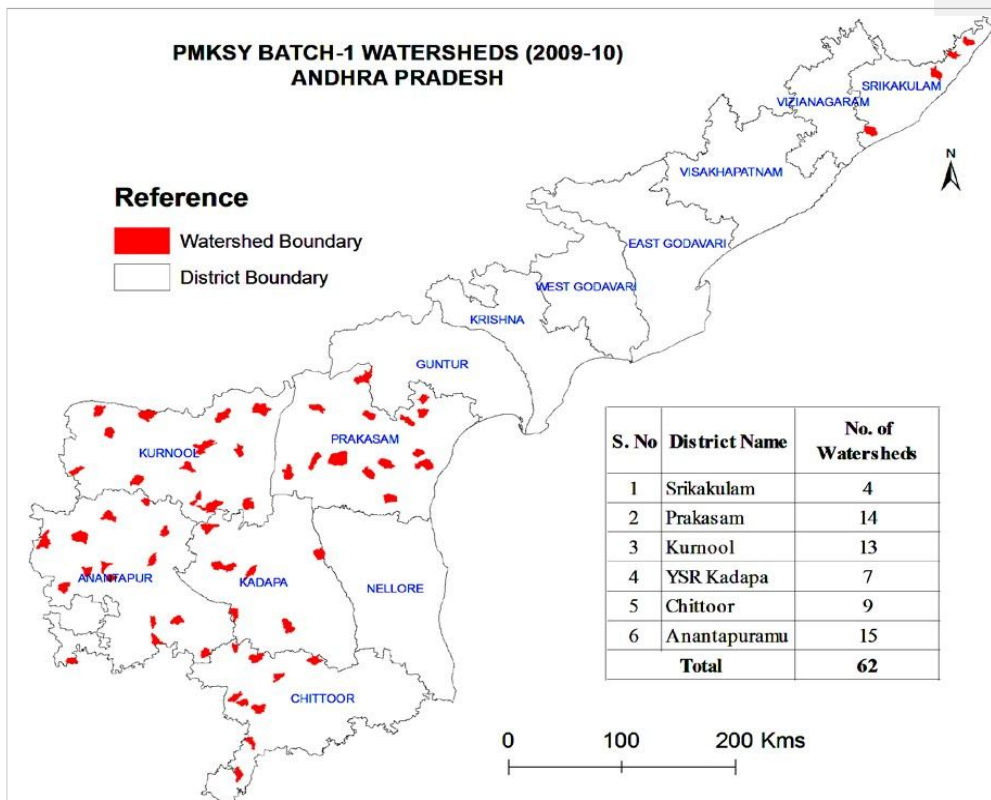 PMKSY BATCH-1 WATERSHEDS (2009-10)
ANDHRA PRADESH
SRIKAKULAM
VIZIANAGARAM
N
VISAKHAPATNAM
Reference
Watershed Boundary
District Boundary
EAST GODAVARI
WEST GODAVARI
KRISHNA
GUNTUR
PRAKASAM
KURNOOL
ANANTAPUR
KADAPA
NELLORE
CHITTOOR
S. No District Name No. of Watersheds
1 Srikakulam 4
2 Prakasam 14
3 Kurnool 13
4 YSR Kadapa 7
5 Chittoor 9
6 Anantapuramu 15
Total 62
0 100 200 Kms